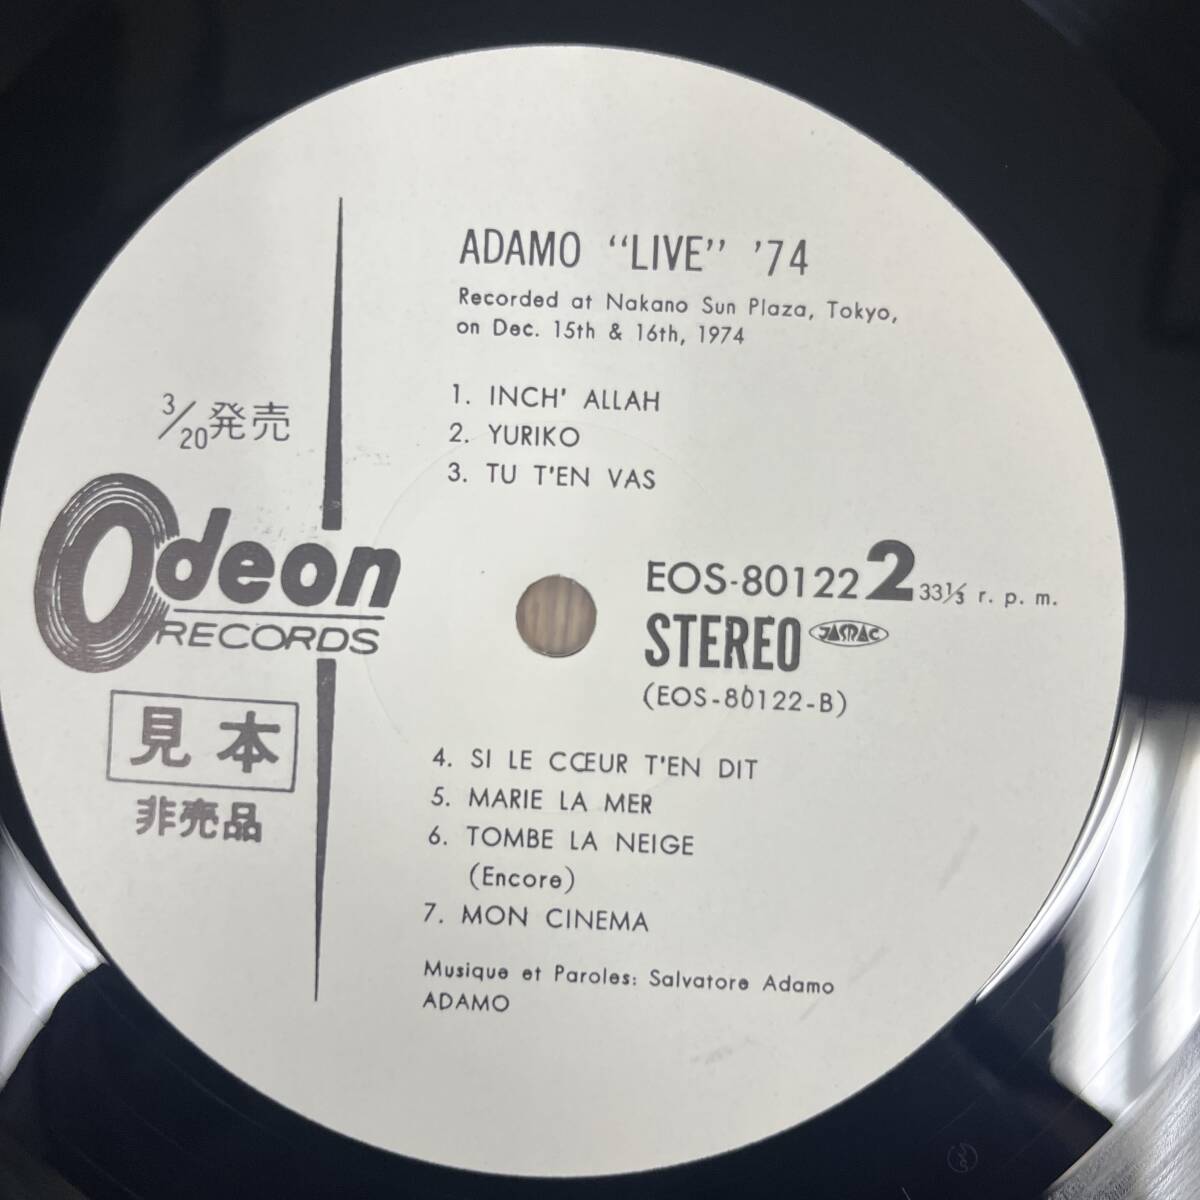 ADAMO “LIVE” ’74
Recorded at Nakano Sun Plaza, Tokyo,
on Dec. 15th & 16th, 1974
1. INCH' ALLAH
2. YURIKO
3. TU T'EN VAS
3/20発売
Odeon
RECORDS
見本
非売品
EOS-80122 2 33⅓ r. p. m.
STEREO JASRAC
(EOS-80122-B)
4. SI LE CŒUR T'EN DIT
5. MARIE LA MER
6. TOMBE LA NEIGE
(Encore)
7. MON CINEMA
Musique et Paroles: Salvatore Adamo
ADAMO